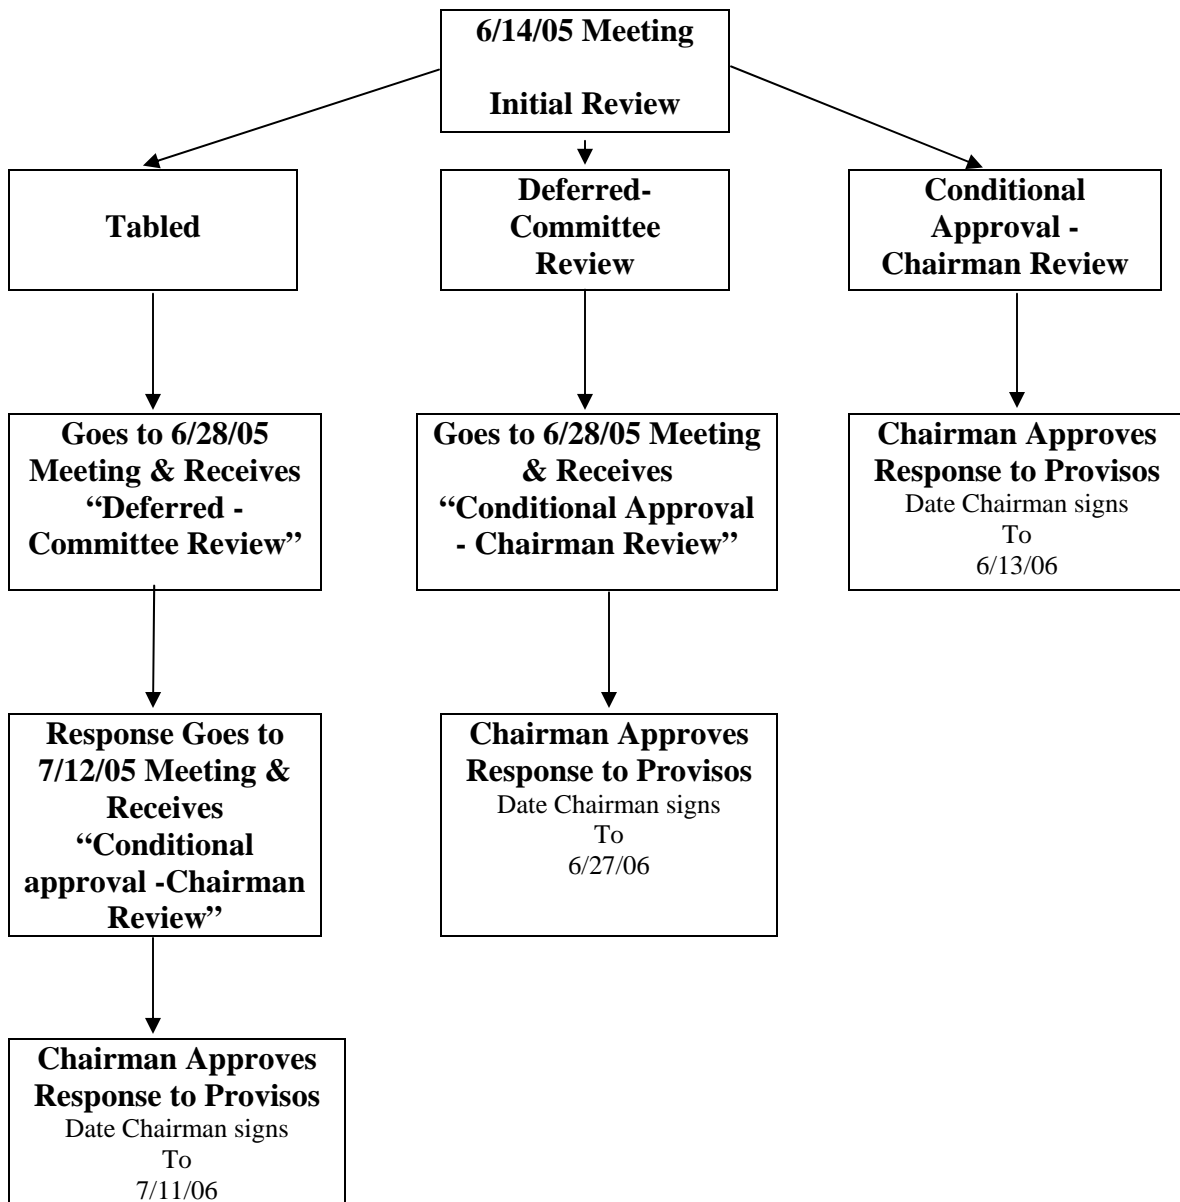 6/14/05 Meeting
Initial Review
Tabled
Deferred-
Committee
Review
Conditional
Approval -
Chairman Review
Goes to 6/28/05
Meeting & Receives
“Deferred -
Committee Review”
Goes to 6/28/05 Meeting
& Receives
“Conditional Approval
- Chairman Review”
Chairman Approves
Response to Provisos
Date Chairman signs
To
6/13/06
Response Goes to
7/12/05 Meeting &
Receives
“Conditional
approval -Chairman
Review”
Chairman Approves
Response to Provisos
Date Chairman signs
To
6/27/06
Chairman Approves
Response to Provisos
Date Chairman signs
To
7/11/06